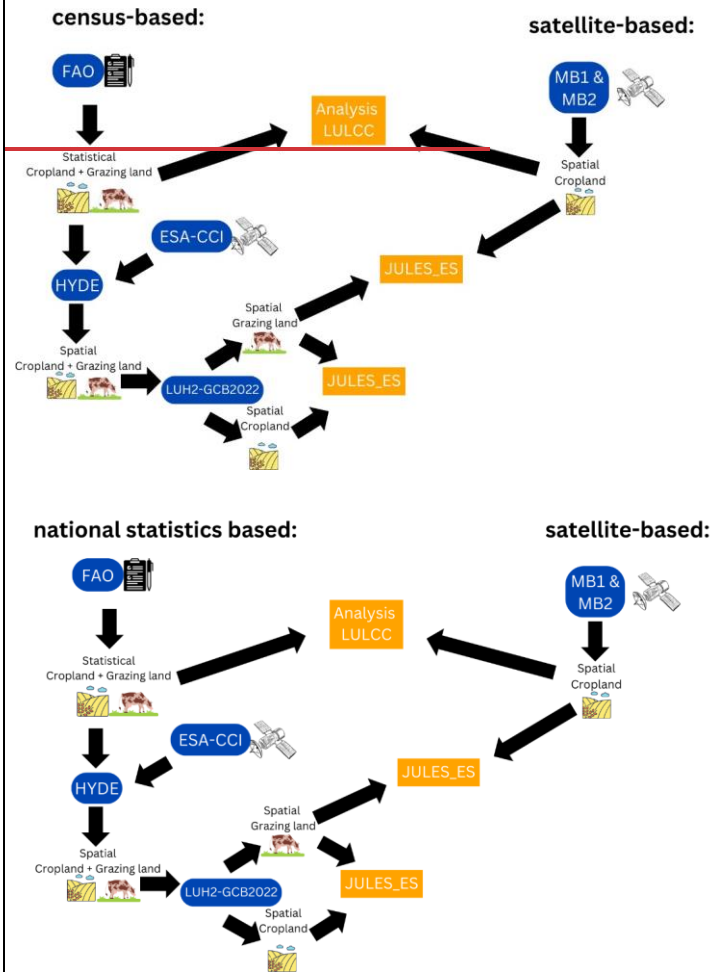 census-based:
satellite-based:
FAO
MB1 &
MB2
Analysis
LULCC
Statistical
Cropland + Grazing land
Spatial
Cropland
ESA-CCI
JULES_ES
HYDE
Spatial
Grazing land
Spatial
Cropland + Grazing land
LUH2-GCB2022
JULES_ES
Spatial
Cropland
national statistics based:
satellite-based:
FAO
MB1 &
MB2
Analysis
LULCC
Statistical
Cropland + Grazing land
Spatial
Cropland
ESA-CCI
JULES_ES
HYDE
Spatial
Grazing land
Spatial
Cropland + Grazing land
LUH2-GCB2022
JULES_ES
Spatial
Cropland